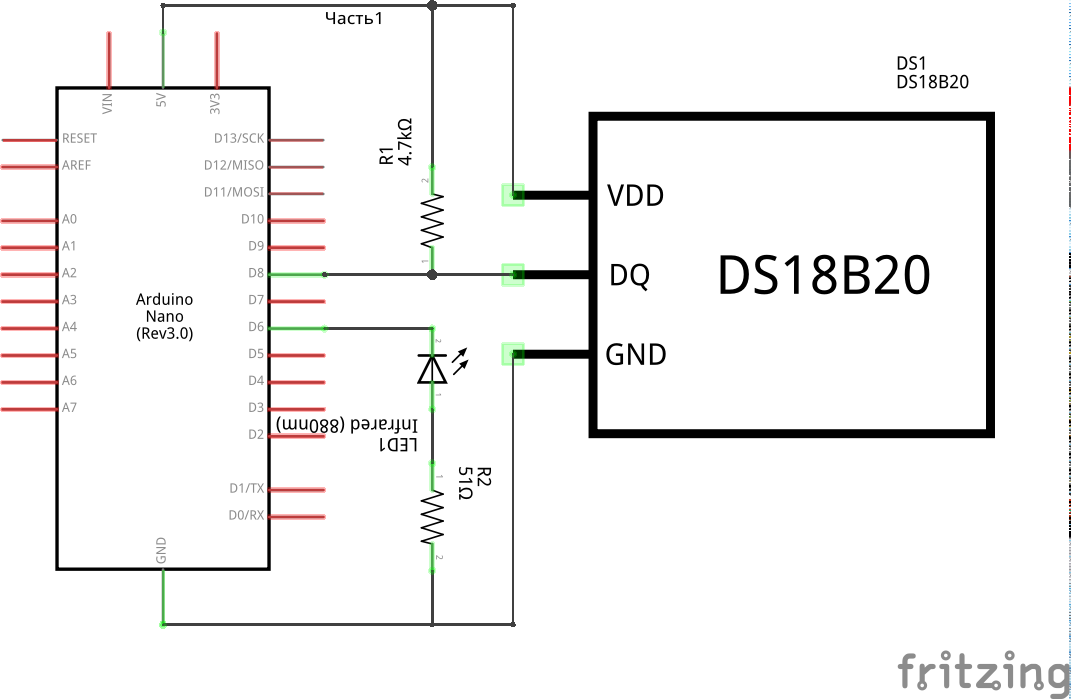 Часть1
DS1
DS18B20
VIN
5V
3V3
RESET
AREF
A0
A1
A2
A3
A4
A5
A6
A7
Arduino
Nano
(Rev3.0)
D13/SCK
D12/MISO
D11/MOSI
D10
D9
D8
D7
D6
D5
D4
D3
D2
D1/TX
D0/RX
GND
R1
4.7kΩ
2
1
2
1
LED1
Infrared (880nm)
R2
51Ω
1
2
VDD
DQ
GND
DS18B20
fritzing